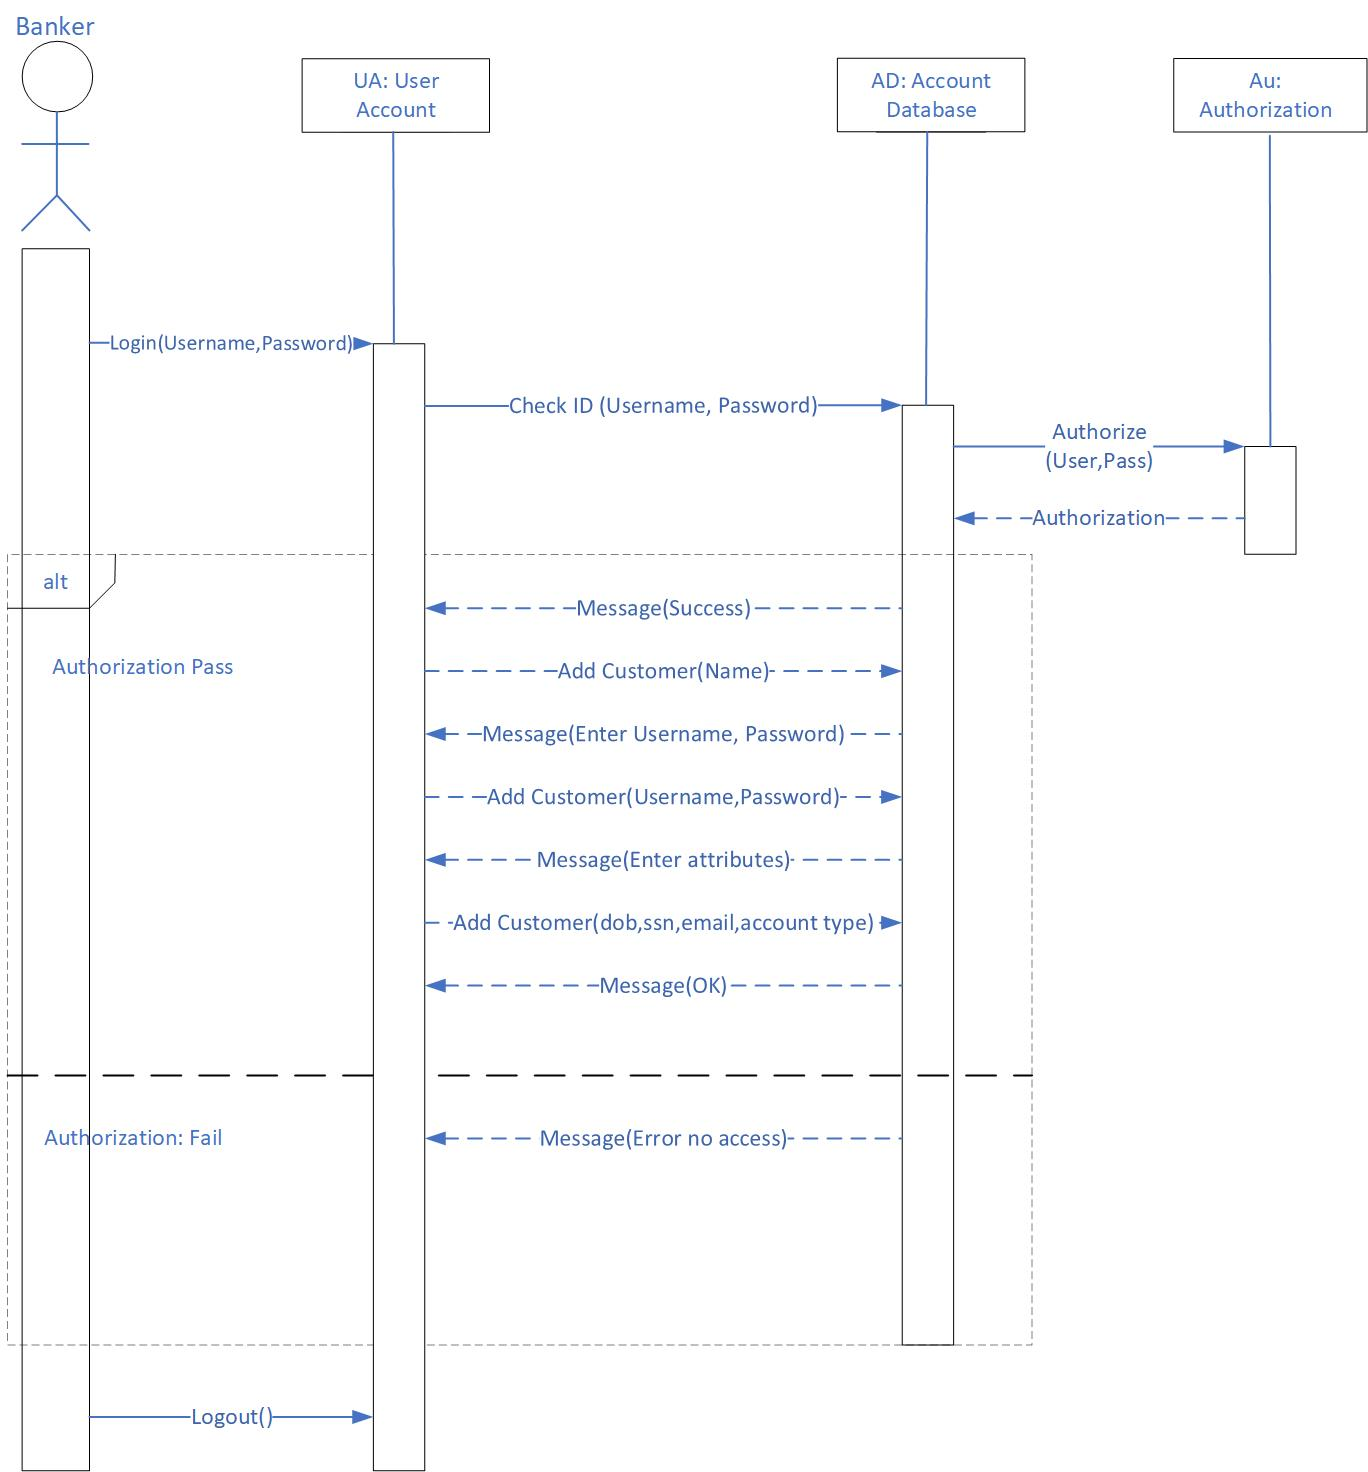 Banker
UA: User
Account
AD: Account
Database
Au:
Authorization
Login(Username,Password)
Check ID (Username, Password)
Authorize
(User,Pass)
Authorization
alt
Message(Success)
Authorization Pass
Add Customer(Name)
Message(Enter Username, Password)
Add Customer(Username,Password)
Message(Enter attributes)
Add Customer(dob,ssn,email,account type)
Message(OK)
Authorization: Fail
Message(Error no access)
Logout()